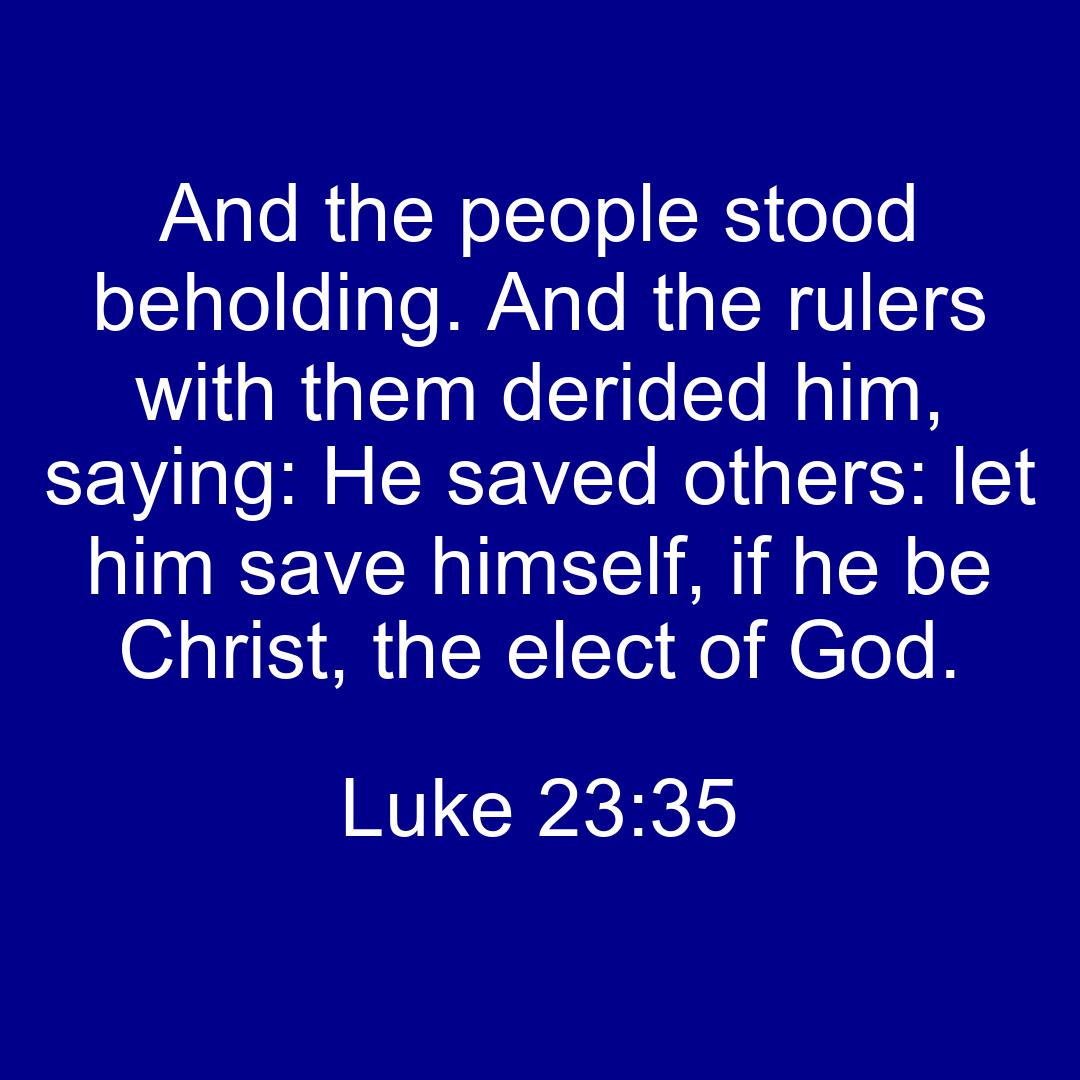 And the people stood
beholding. And the rulers
with them derided him,
saying: He saved others: let
him save himself, if he be
Christ, the elect of God.
Luke 23:35